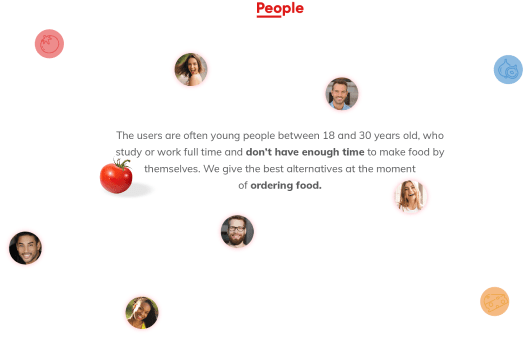 People
The users are often young people between 18 and 30 years old, who
study or work full time and don't have enough time to make food by
themselves. We give the best alternatives at the moment
of ordering food.